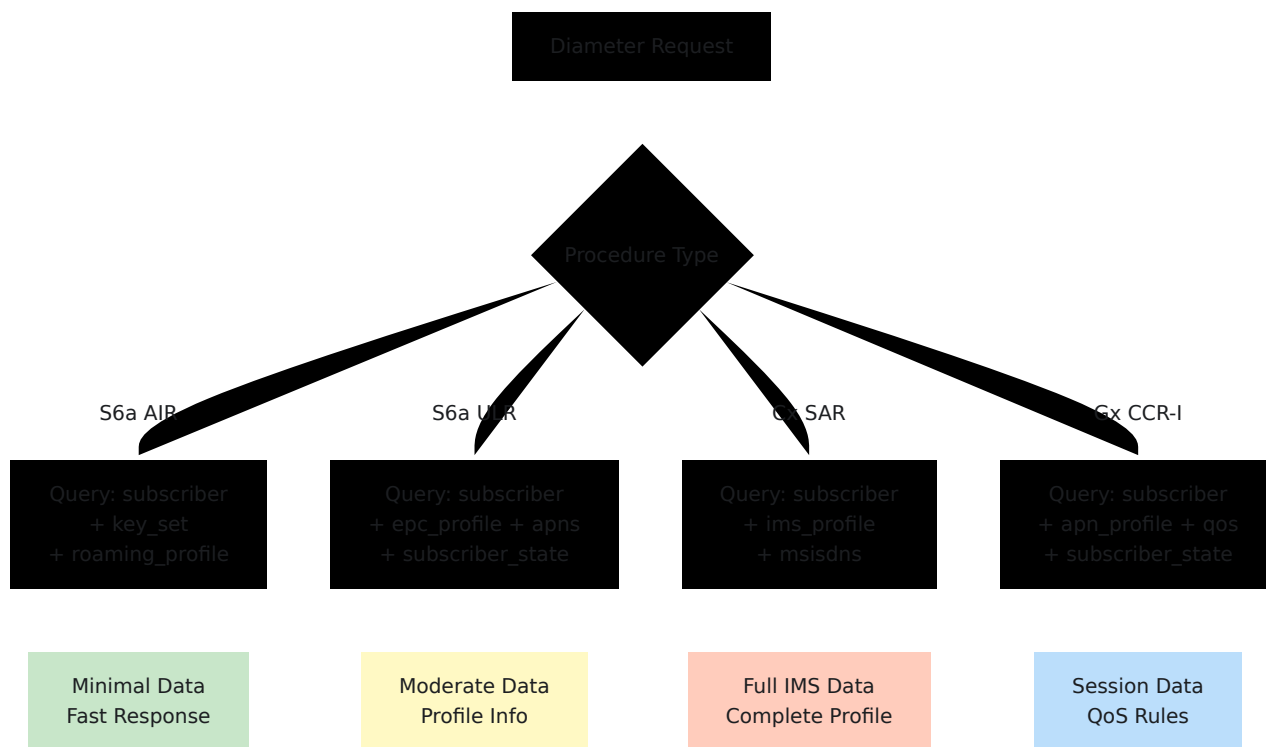 Diameter Request
Procedure Type
S6a AIR
S6a ULR
Cx SAR
Gx CCR-I
Query: subscriber
+ key_set
+ roaming_profile
Query: subscriber
+ epc_profile + apns
+ subscriber_state
Query: subscriber
+ ims_profile
+ msisdns
Query: subscriber
+ apn_profile + qos
+ subscriber_state
Minimal Data
Fast Response
Moderate Data
Profile Info
Full IMS Data
Complete Profile
Session Data
QoS Rules